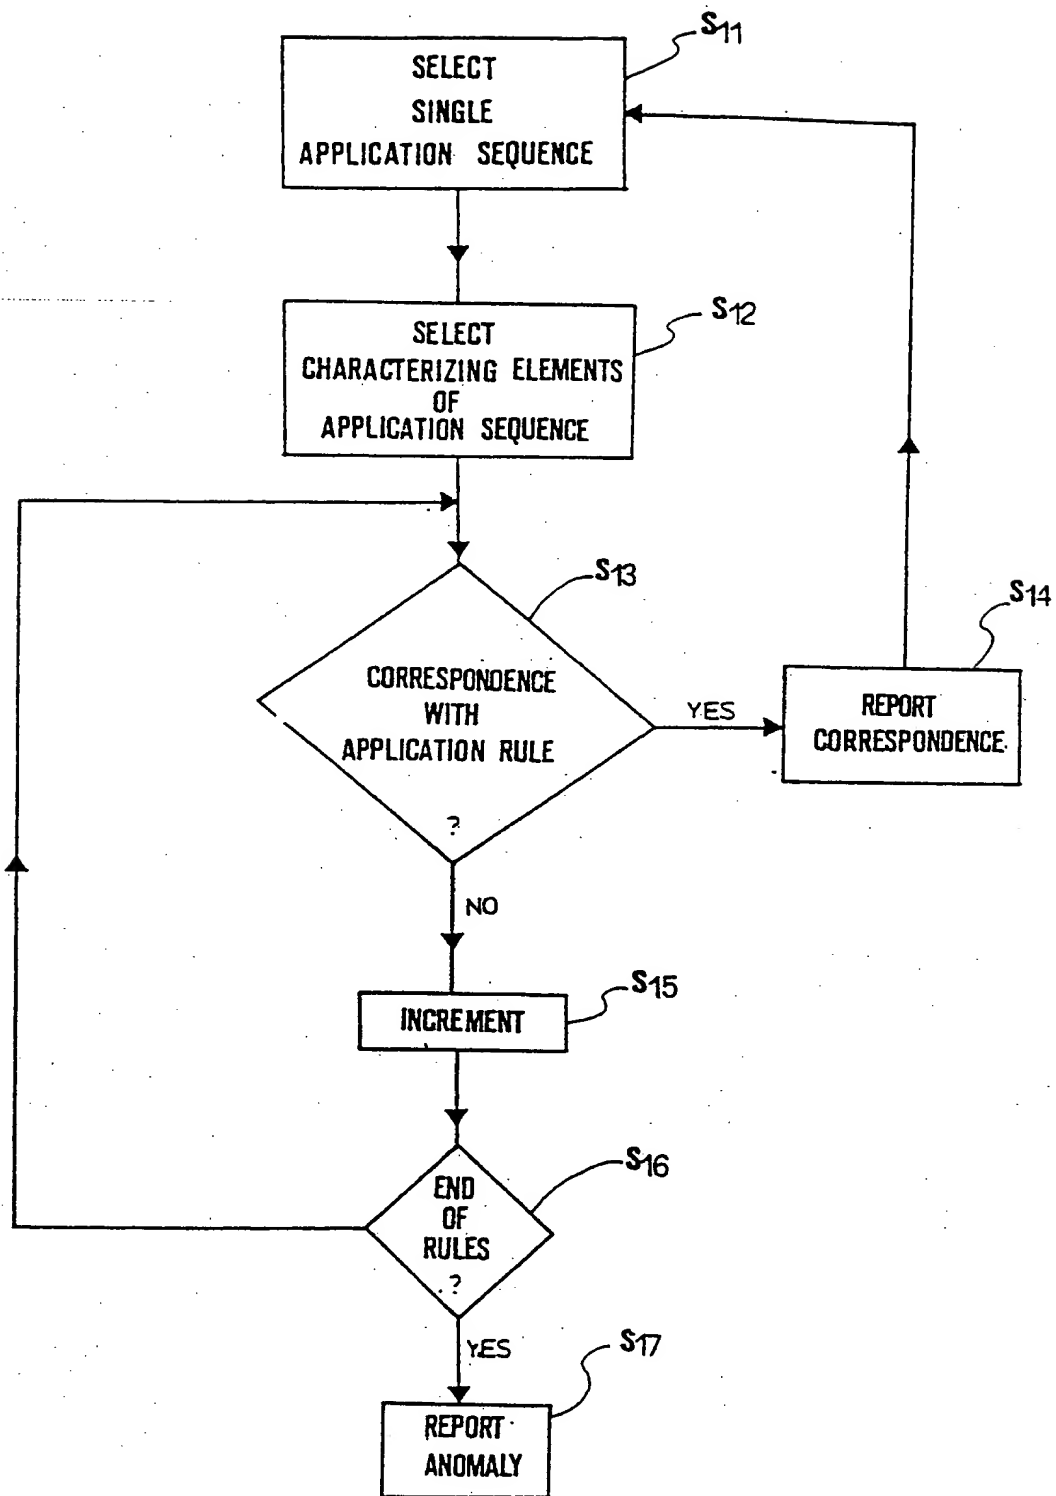 S11
SELECT
SINGLE
APPLICATION SEQUENCE
S12
SELECT
CHARACTERIZING ELEMENTS
OF
APPLICATION SEQUENCE
S13
CORRESPONDENCE
WITH
APPLICATION RULE
?
YES
S14
REPORT
CORRESPONDENCE
NO
S15
INCREMENT
S16
END
OF
RULES
?
YES
S17
REPORT
ANOMALY